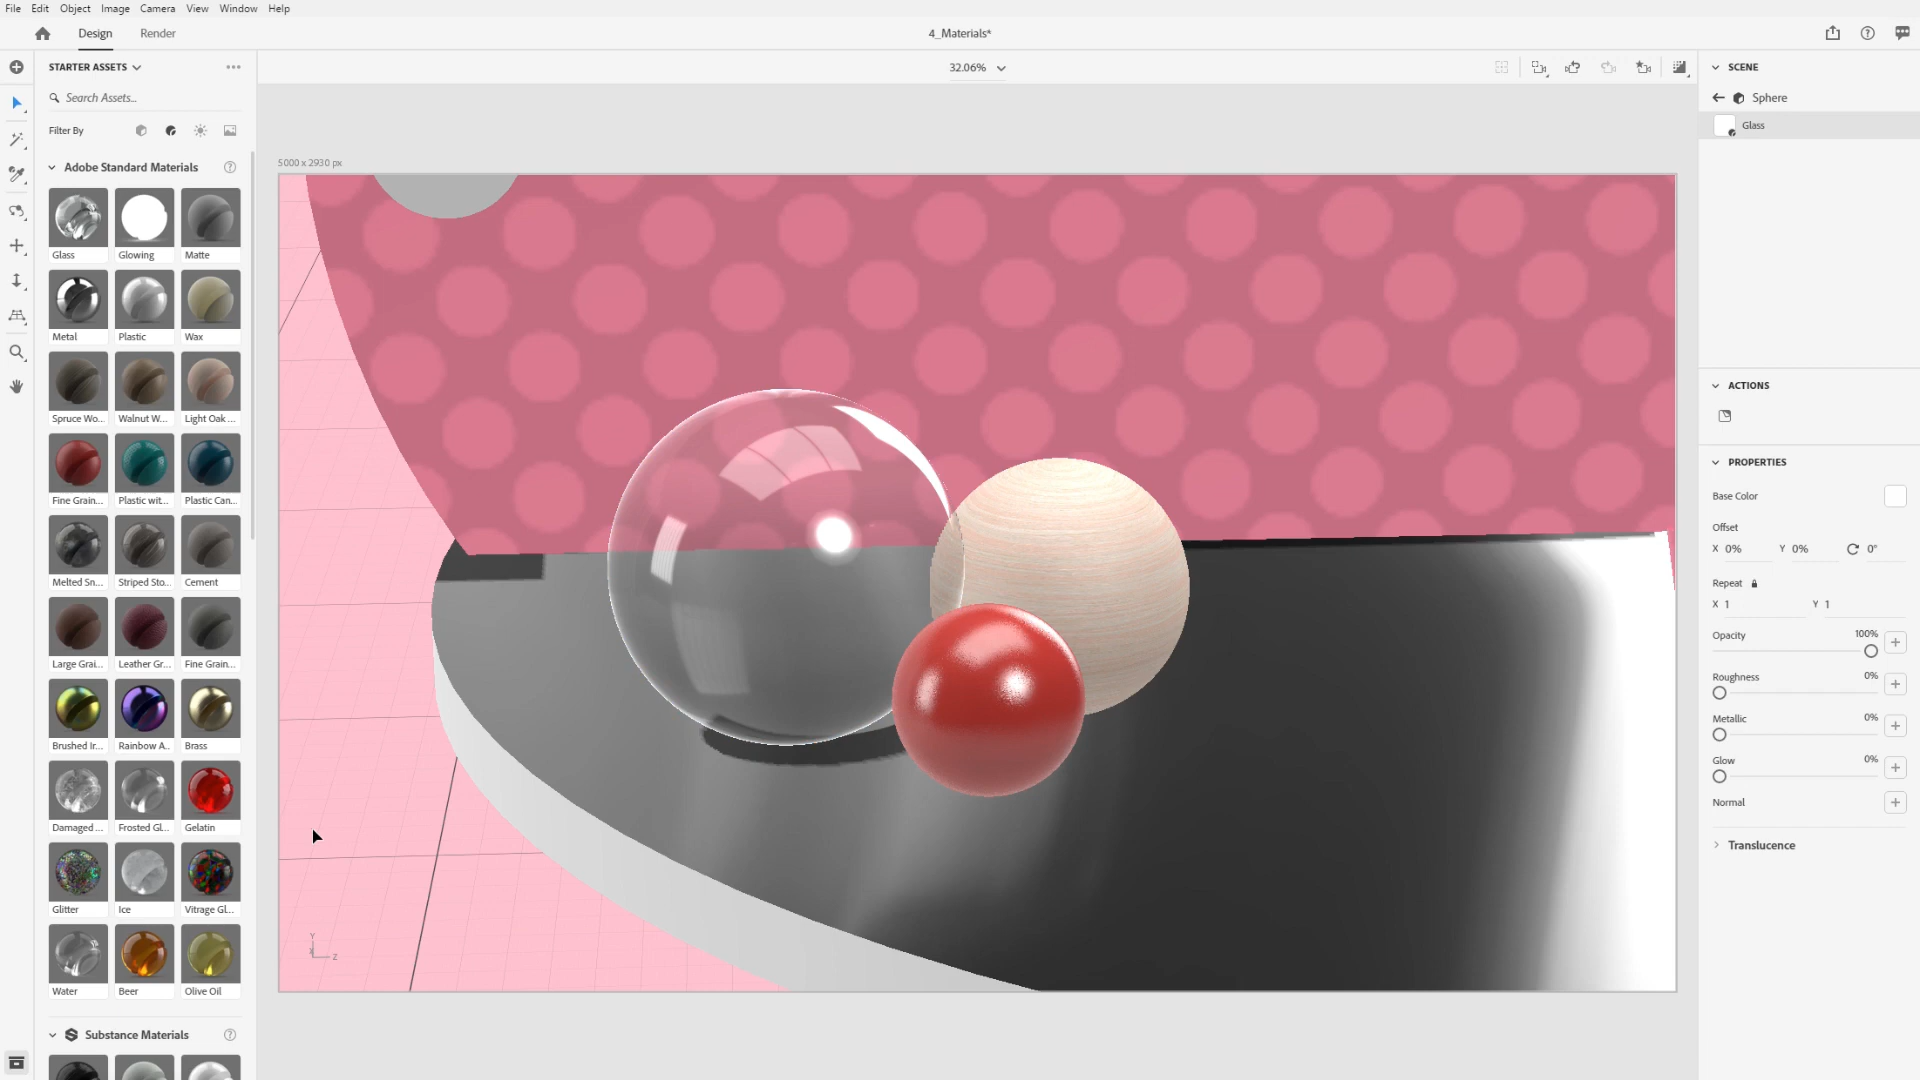 File Edit Object Image Camera View Window Help
Design Render
4_Materials*
STARTER ASSETS
32.06%
Search Assets...
Filter By
Adobe Standard Materials
Glass Glowing Matte
Metal Plastic Wax
Spruce Wo... Walnut W... Light Oak ...
Fine Grain... Plastic wit... Plastic Can...
Melted Sn... Striped Sto... Cement
Large Grai... Leather Gr... Fine Grain...
Brushed Ir... Rainbow A... Brass
Damaged ... Frosted Gl... Gelatin
Glitter Ice Vitrage Gl...
Water Beer Olive Oil
Substance Materials
5000 x 2930 px
Y
X
Z
SCENE
Sphere
Glass
ACTIONS
PROPERTIES
Base Color
Offset
X 0% Y 0% 0°
Repeat
X 1 Y 1
Opacity 100%
Roughness 0%
Metallic 0%
Glow 0%
Normal
Translucence